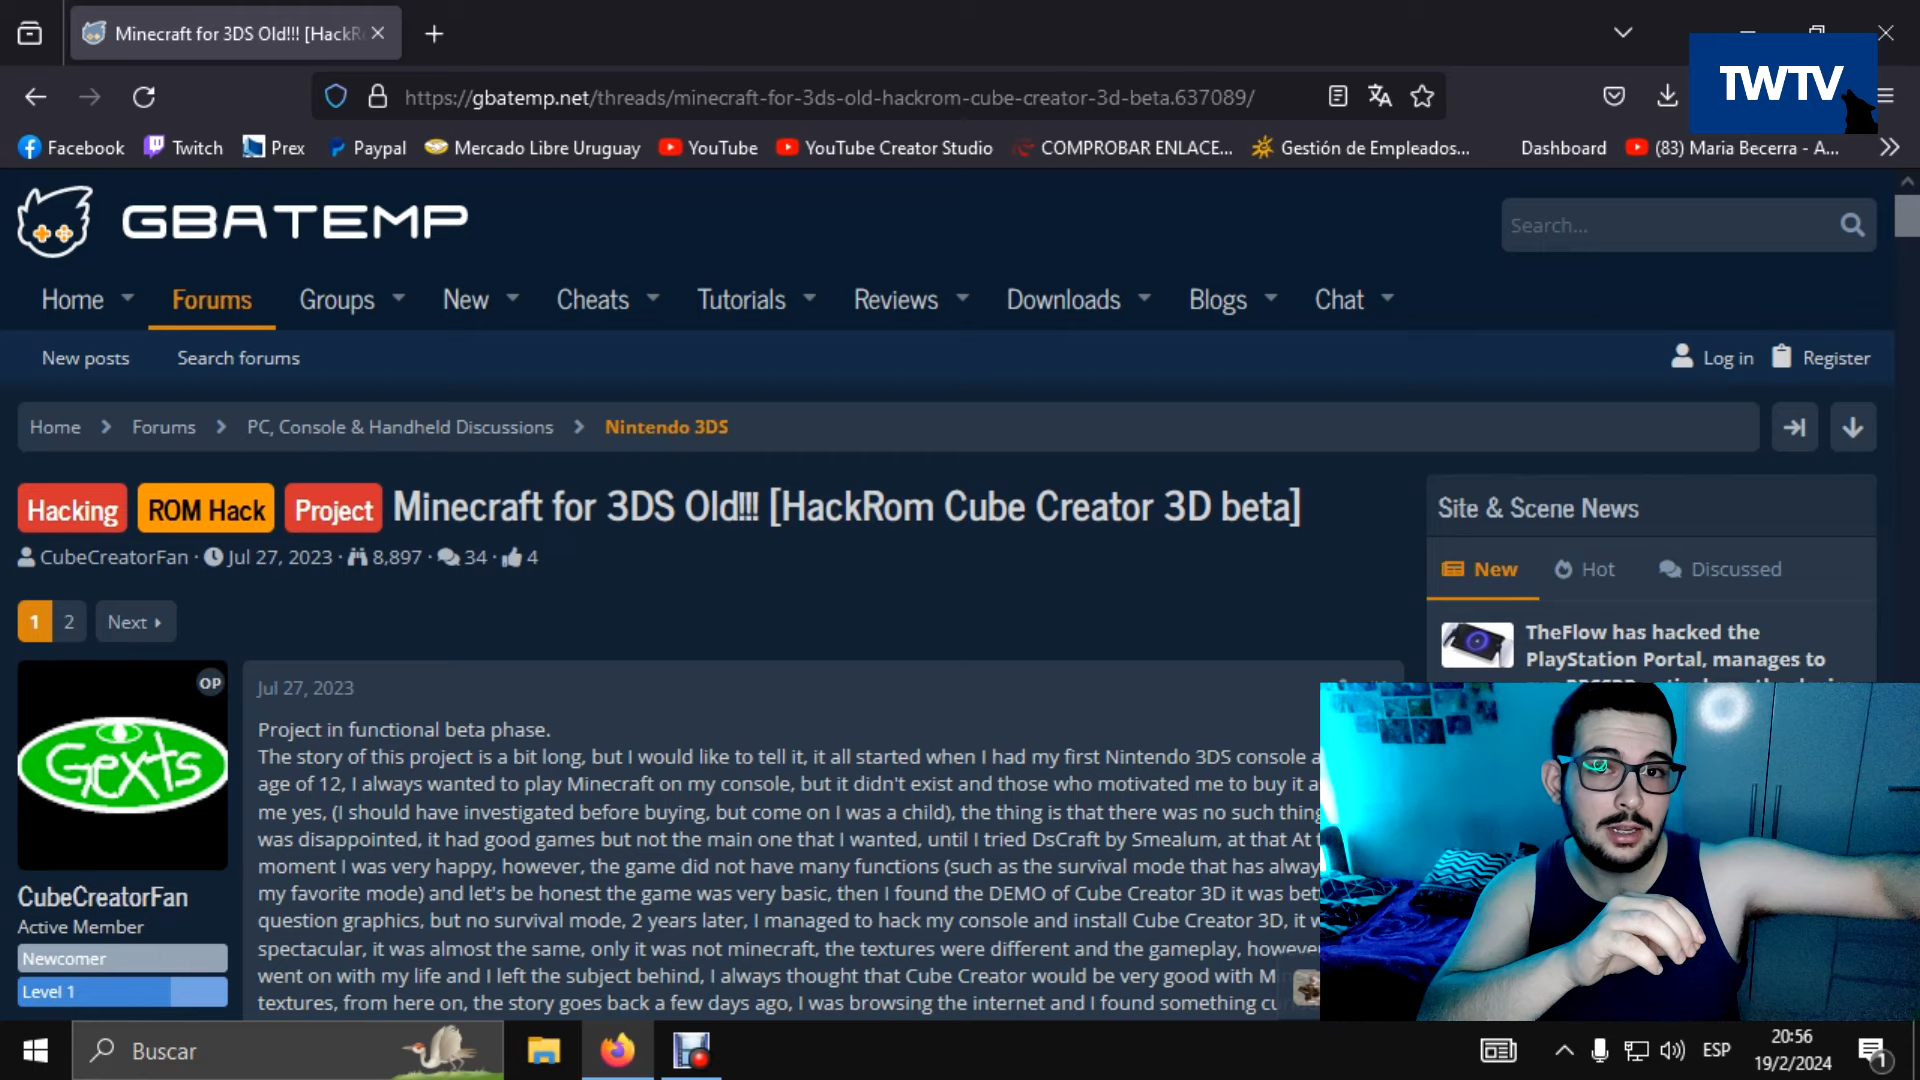 Minecraft for 3DS Old!!! [HackR
TWTV
https://gbatemp.net/threads/minecraft-for-3ds-old-hackrom-cube-creator-3d-beta.637089/
Facebook Twitch Prex Paypal Mercado Libre Uruguay YouTube YouTube Creator Studio COMPROBAR ENLACE... Gestión de Empleados... Dashboard (83) Maria Becerra - A...
GBATEMP
Search...
Home Forums Groups New Cheats Tutorials Reviews Downloads Blogs Chat
New posts Search forums Log in Register
Home Forums PC, Console & Handheld Discussions Nintendo 3DS
Hacking ROM Hack Project Minecraft for 3DS Old!!! [HackRom Cube Creator 3D beta]
CubeCreatorFan · Jul 27, 2023 · 8,897 · 34 · 4
1 2 Next
Site & Scene News
New Hot Discussed
TheFlow has hacked the
PlayStation Portal, manages to
OP
Gexts
CubeCreatorFan
Active Member
Newcomer
Level 1
Jul 27, 2023
Project in functional beta phase.
The story of this project is a bit long, but I would like to tell it, it all started when I had my first Nintendo 3DS console a
age of 12, I always wanted to play Minecraft on my console, but it didn't exist and those who motivated me to buy it a
me yes, (I should have investigated before buying, but come on I was a child), the thing is that there was no such thing
was disappointed, it had good games but not the main one that I wanted, until I tried DsCraft by Smealum, at that At t
moment I was very happy, however, the game did not have many functions (such as the survival mode that has alway
my favorite mode) and let's be honest the game was very basic, then I found the DEMO of Cube Creator 3D it was bet
question graphics, but no survival mode, 2 years later, I managed to hack my console and install Cube Creator 3D, it w
spectacular, it was almost the same, only it was not minecraft, the textures were different and the gameplay, howeve
went on with my life and I left the subject behind, I always thought that Cube Creator would be very good with M
textures, from here on, the story goes back a few days ago, I was browsing the internet and I found something cu
Buscar
ESP
20:56
19/2/2024
1